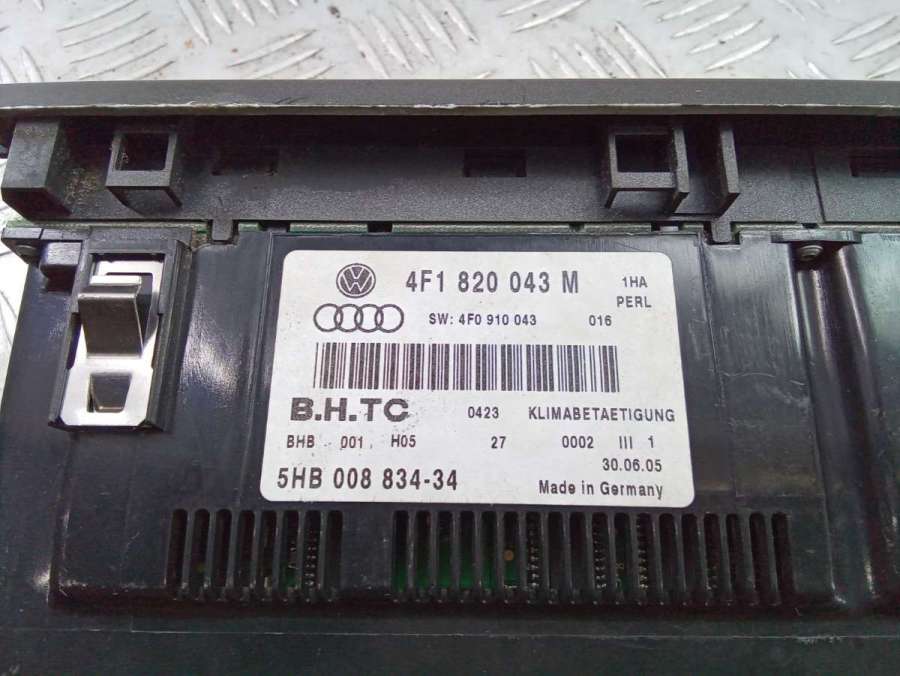 4F1 820 043 M 1HA
PERL
SW: 4F0 910 043 016
B.H.TC 0423 KLIMABETAETIGUNG
BHB 001 H05 27 0002 III 1
30.06.05
5HB 008 834-34 Made in Germany